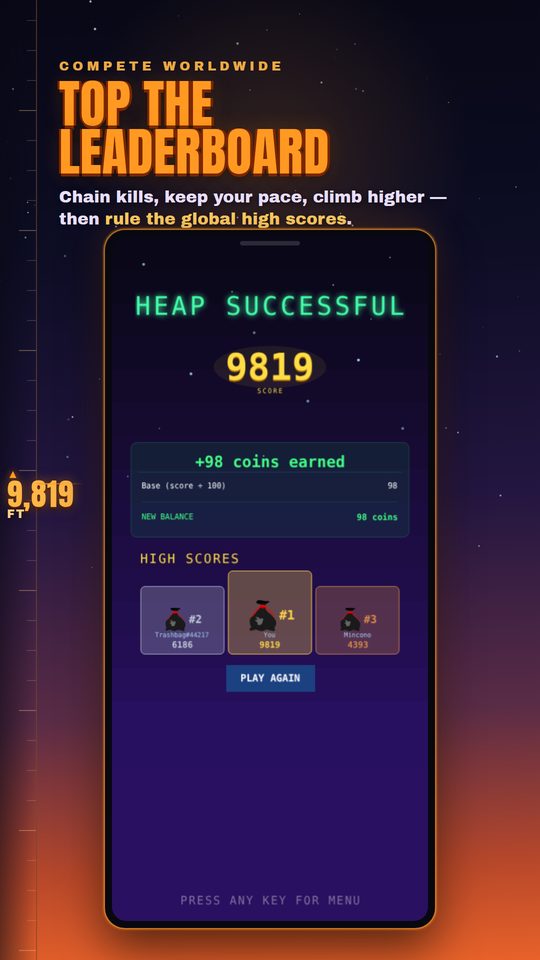 COMPETE WORLDWIDE
TOP THE
LEADERBOARD
Chain kills, keep your pace, climb higher —
then rule the global high scores.
HEAP SUCCESSFUL
9819
SCORE
+98 coins earned
Base (score ÷ 100) 98
NEW BALANCE 98 coins
▲
9,819
FT
HIGH SCORES
#2 #1 #3
Trashbag#44217 You Mincono
6186 9819 4393
PLAY AGAIN
PRESS ANY KEY FOR MENU